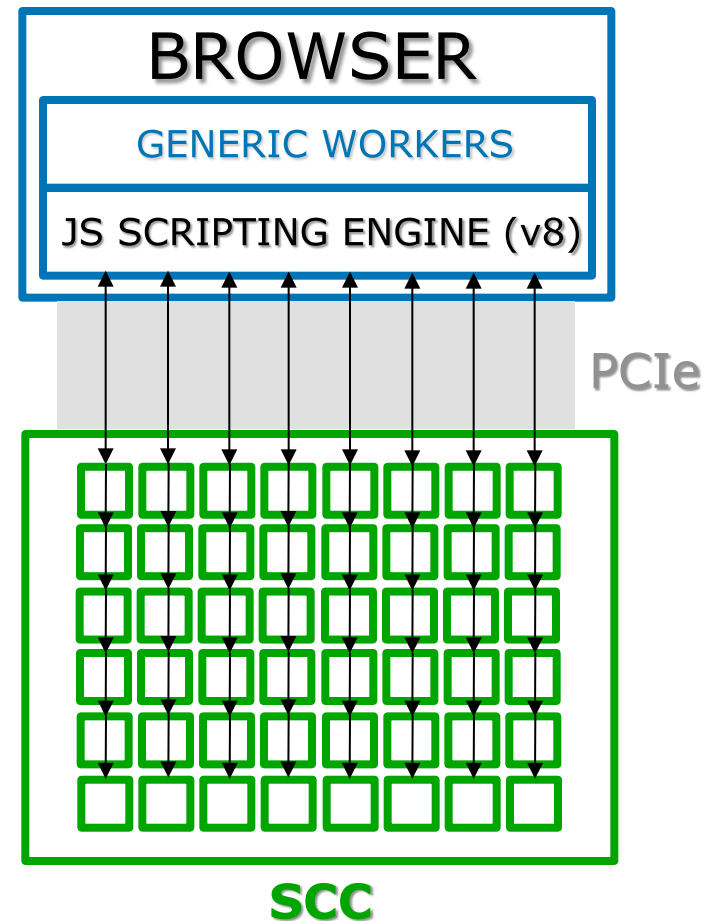 BROWSER
GENERIC WORKERS
JS SCRIPTING ENGINE (v8)
PCIe
SCC